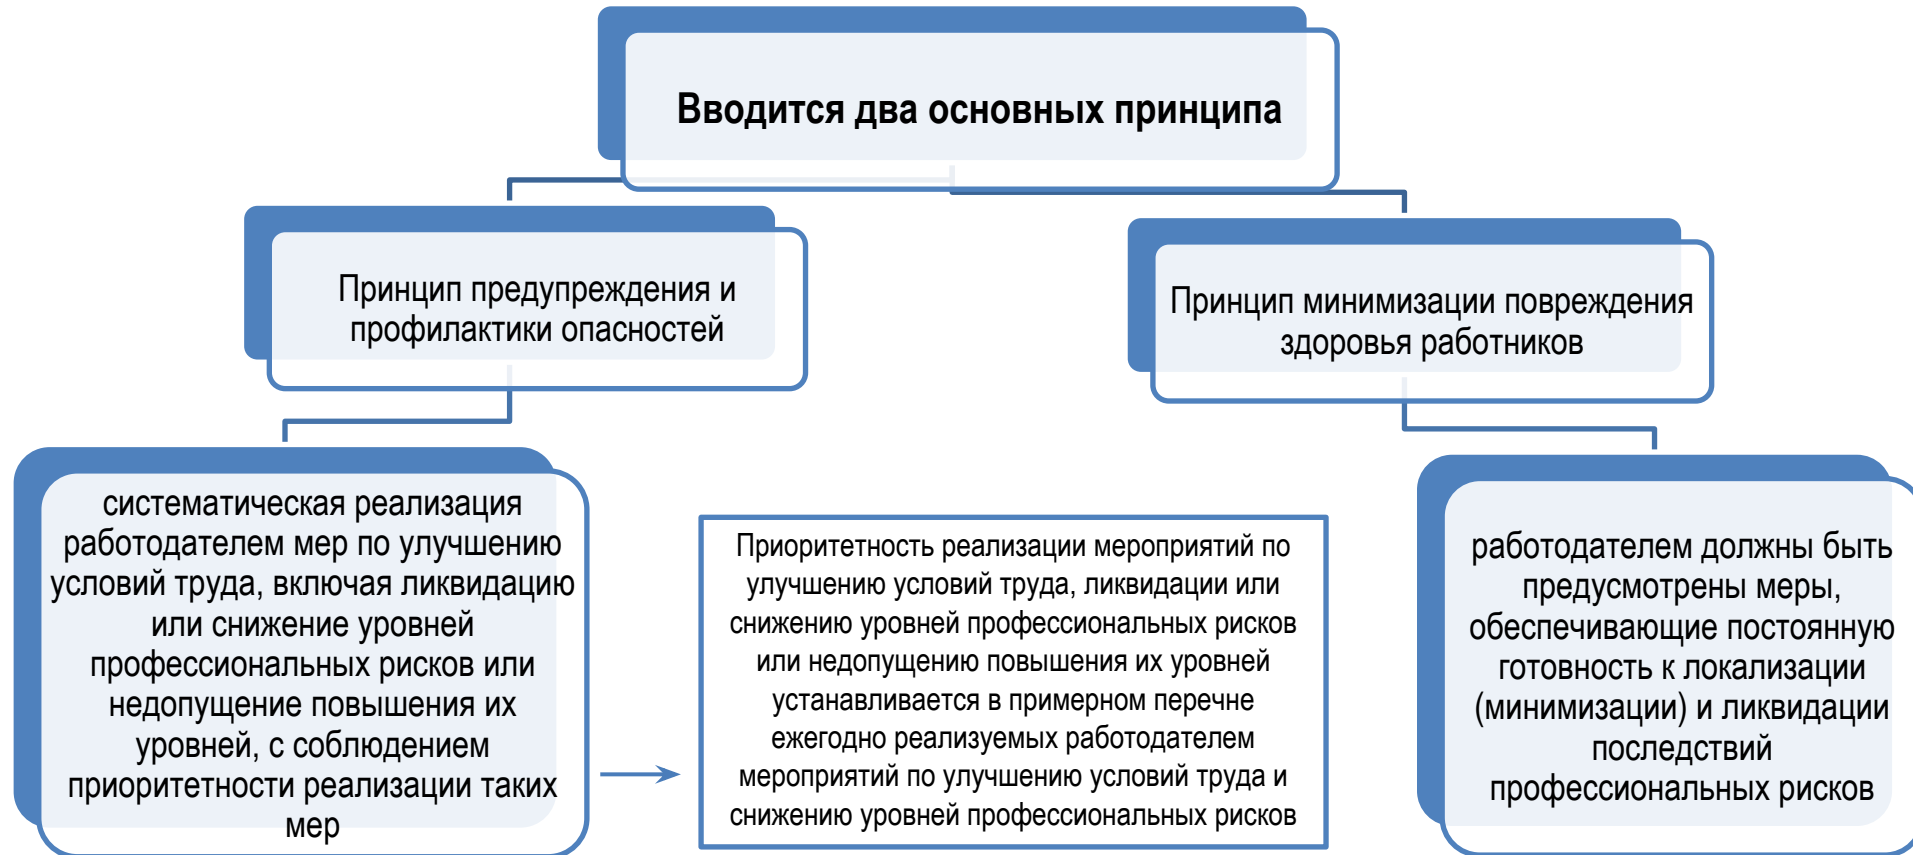 Вводится два основных принципа
Принцип предупреждения и
профилактики опасностей
Принцип минимизации повреждения
здоровья работников
систематическая реализация
работодателем мер по улучшению
условий труда, включая ликвидацию
или снижение уровней
профессиональных рисков или
недопущение повышения их
уровней, с соблюдением
приоритетности реализации таких
мер
Приоритетность реализации мероприятий по
улучшению условий труда, ликвидации или
снижению уровней профессиональных рисков
или недопущению повышения их уровней
устанавливается в примерном перечне
ежегодно реализуемых работодателем
мероприятий по улучшению условий труда и
снижению уровней профессиональных рисков
работодателем должны быть
предусмотрены меры,
обеспечивающие постоянную
готовность к локализации
(минимизации) и ликвидации
последствий
профессиональных рисков